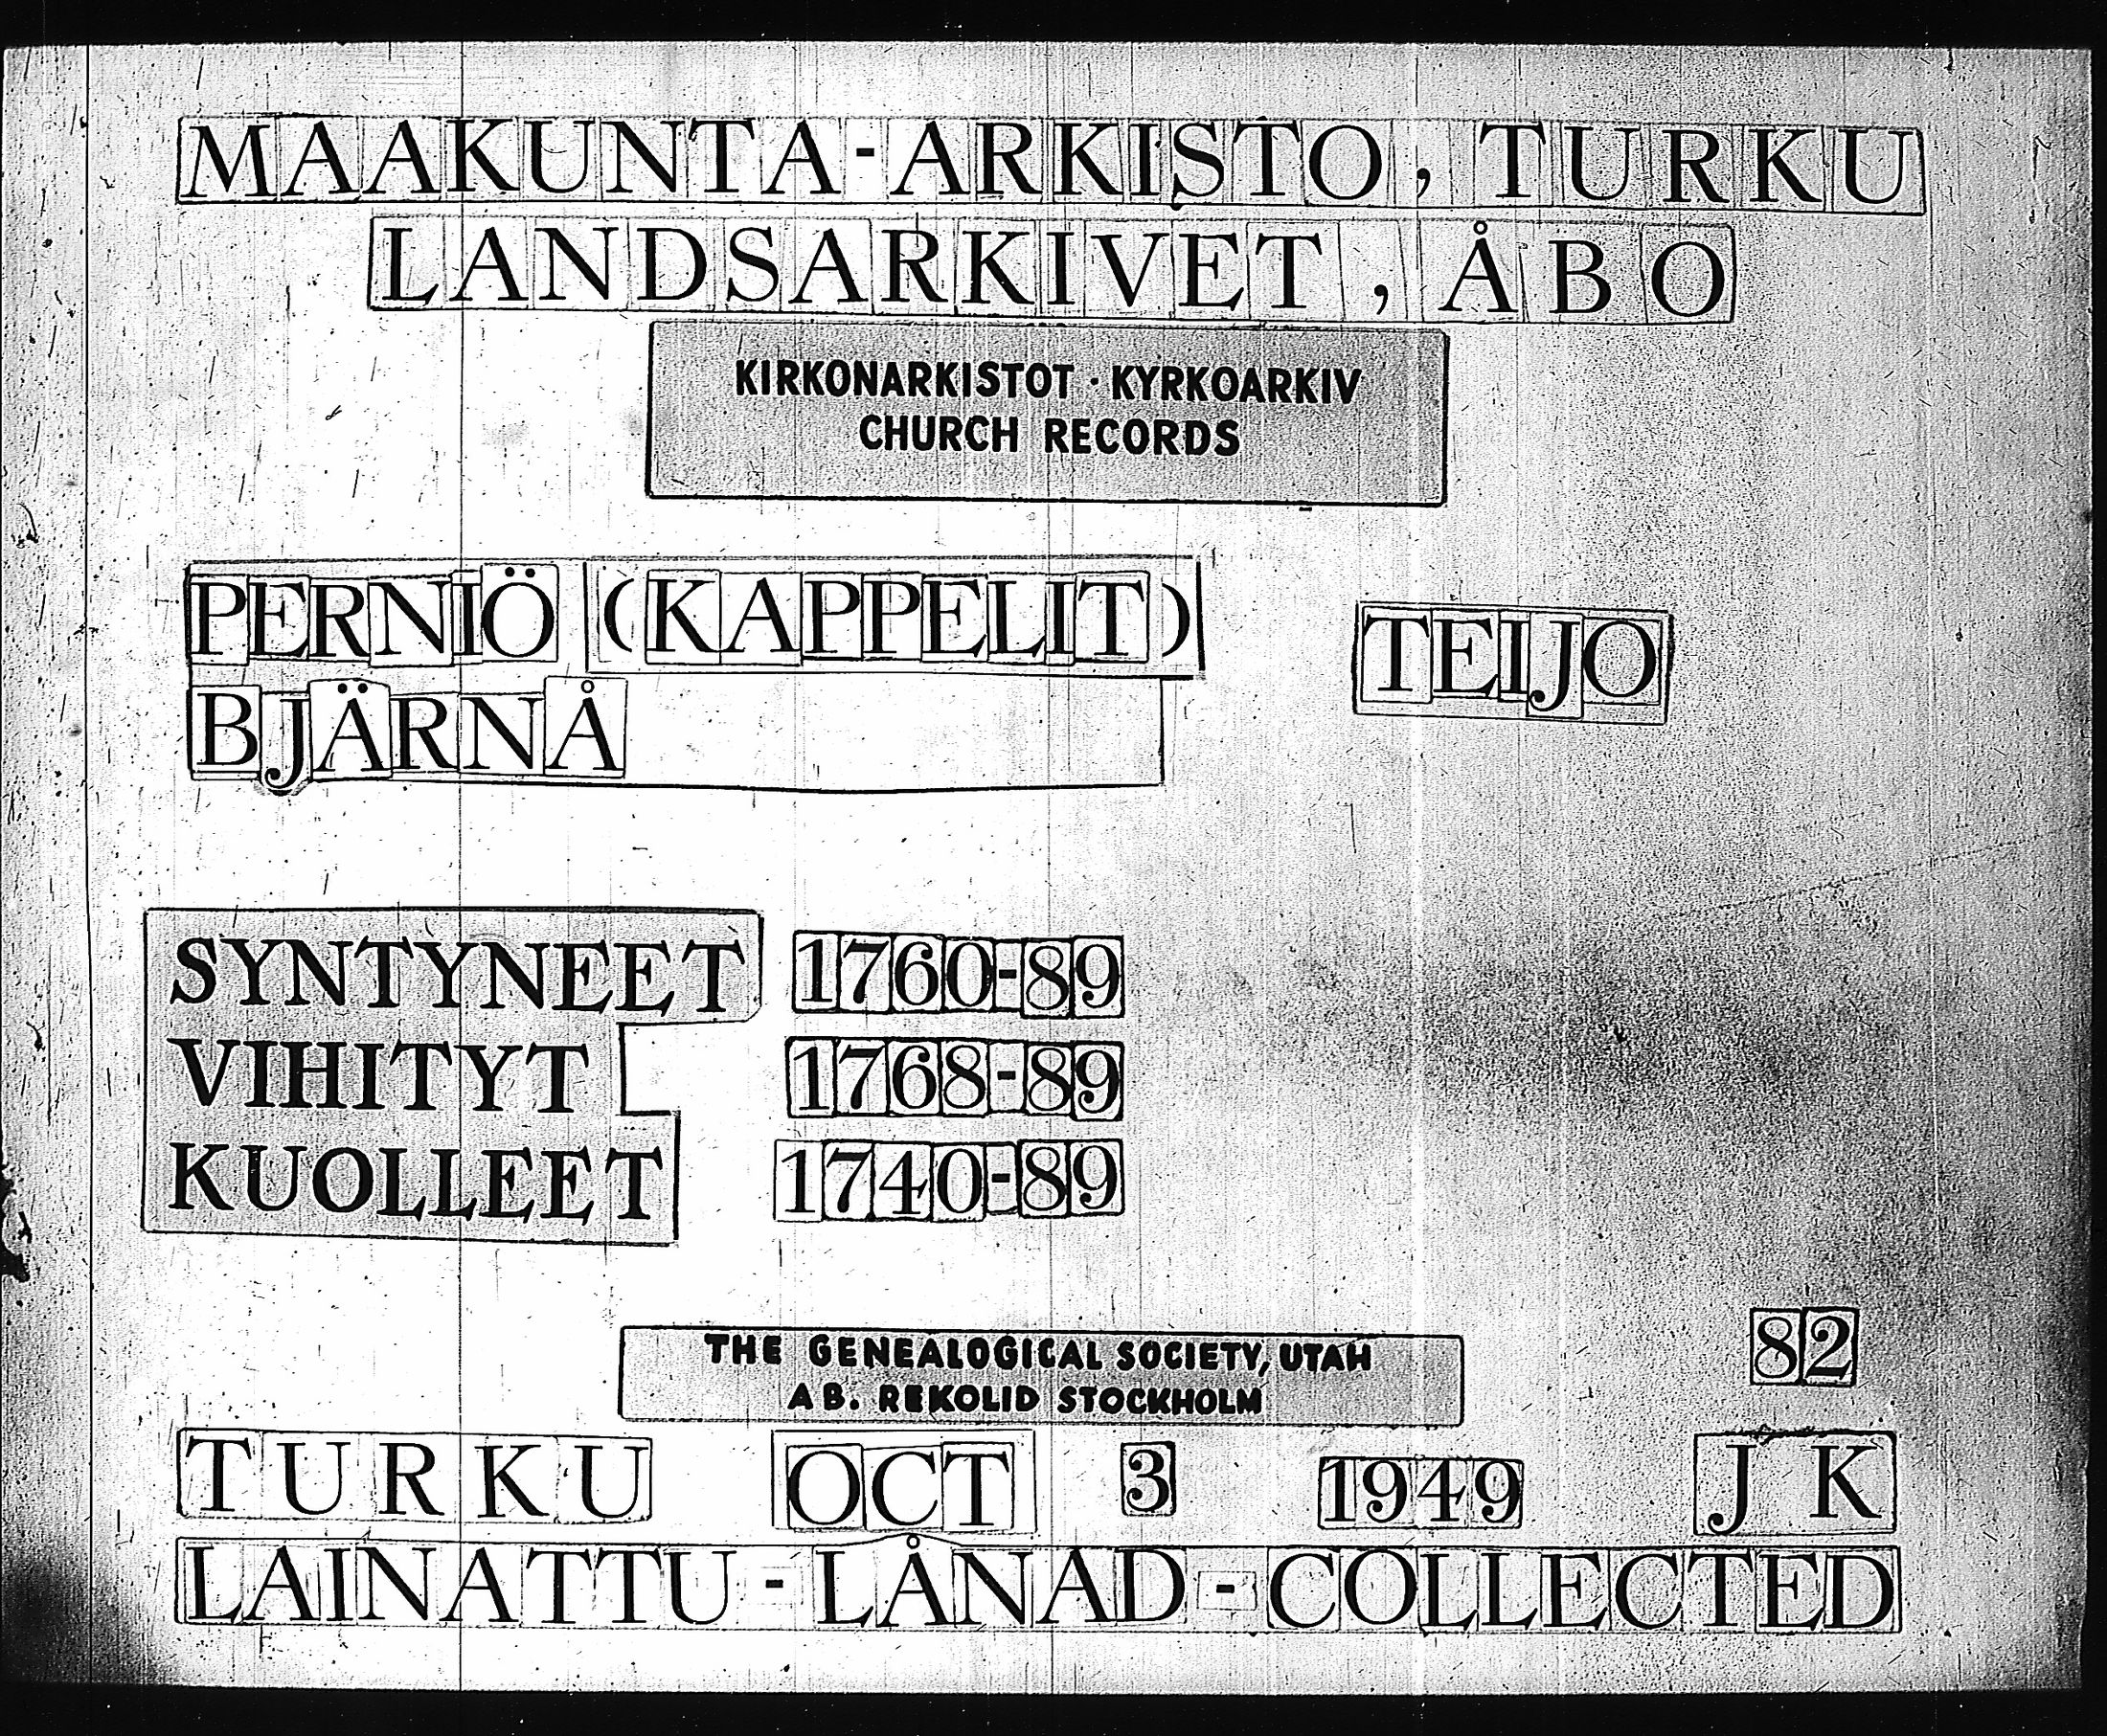 MAAKUNTA-ARKISTO, TURKU
LANDSARKIVET, ÅBO
KIRKONARKISTOT · KYRKOARKIV
CHURCH RECORDS
PERNIÖ (KAPPELIT) TEIJO
BJÄRNÅ
SYNTYNEET 1760-89
VIHITYT 1768-89
KUOLLEET 1740-89
82
THE GENEALOGICAL SOCIETY, UTAH
AB. REKOLID STOCKHOLM
TURKU OCT 3 1949 JK
LAINATTU - LÅNAD - COLLECTED